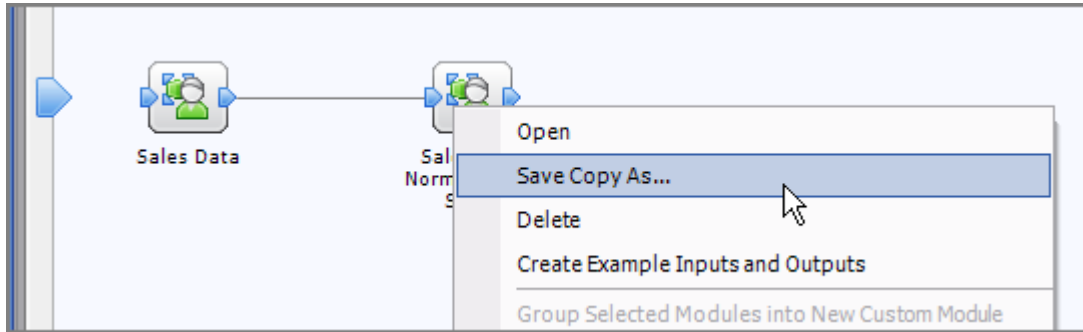 Sales Data
Open
Save Copy As...
Delete
Create Example Inputs and Outputs
Group Selected Modules into New Custom Module